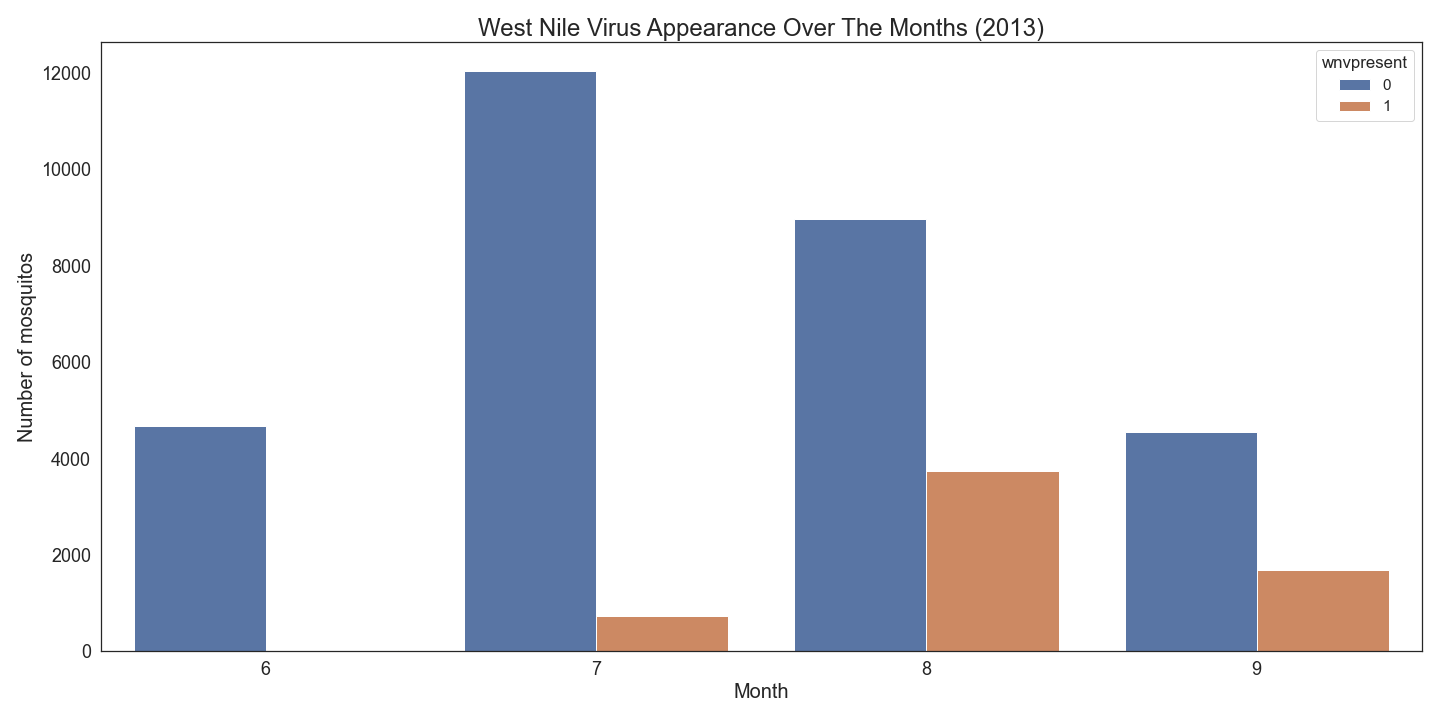 West Nile Virus Appearance Over The Months (2013)
wnvpresent
0
1
12000
10000
8000
6000
4000
2000
0
Number of mosquitos
6 7 8 9
Month